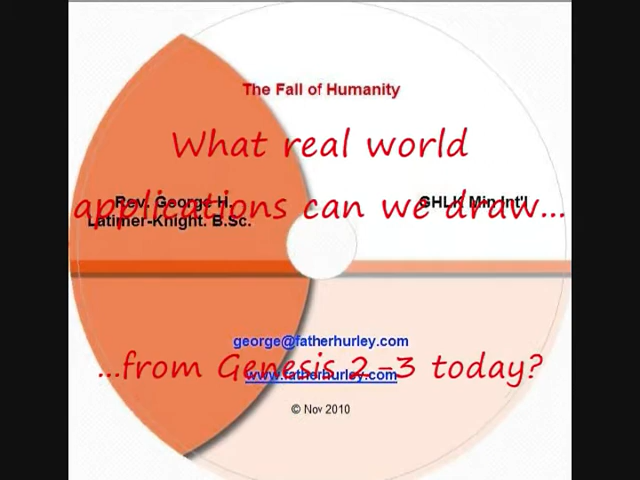 The Fall of Humanity
What real world
Rev. George H.
Latimer-Knight. B.Sc.
GHLK Min Int'l
applications can we draw...
george@fatherhurley.com
...from Genesis 2-3 today?
www.fatherhurley.com
© Nov 2010